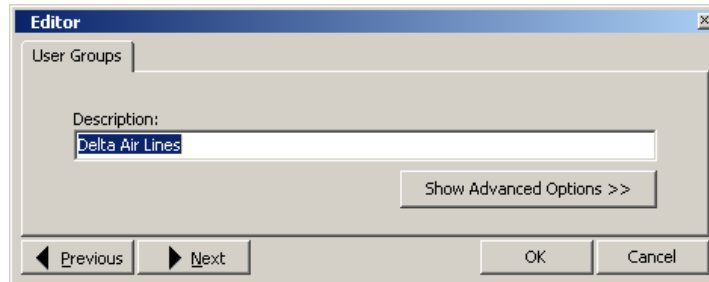 Editor
User Groups
Description:
Delta Air Lines
Show Advanced Options >>
Previous Next OK Cancel